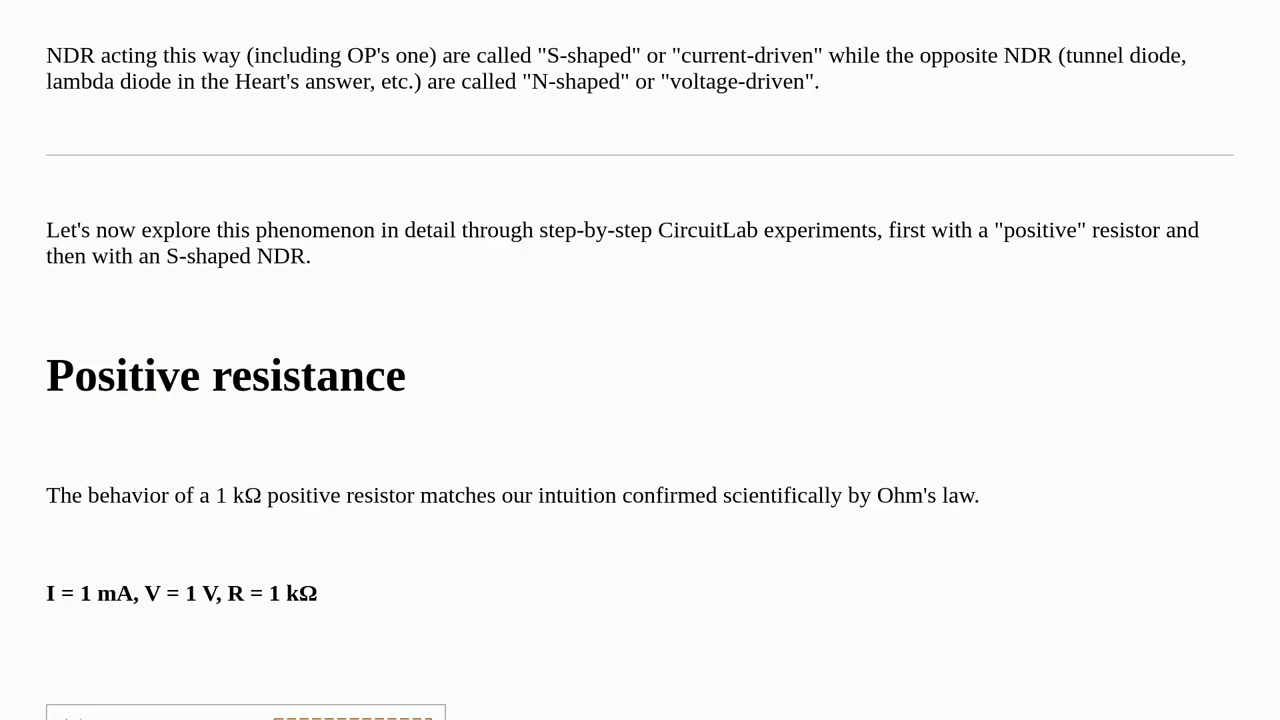 NDR acting this way (including OP's one) are called "S-shaped" or "current-driven" while the opposite NDR (tunnel diode,
lambda diode in the Heart's answer, etc.) are called "N-shaped" or "voltage-driven".
Let's now explore this phenomenon in detail through step-by-step CircuitLab experiments, first with a "positive" resistor and
then with an S-shaped NDR.
Positive resistance
The behavior of a 1 kΩ positive resistor matches our intuition confirmed scientifically by Ohm's law.
I = 1 mA, V = 1 V, R = 1 kΩ